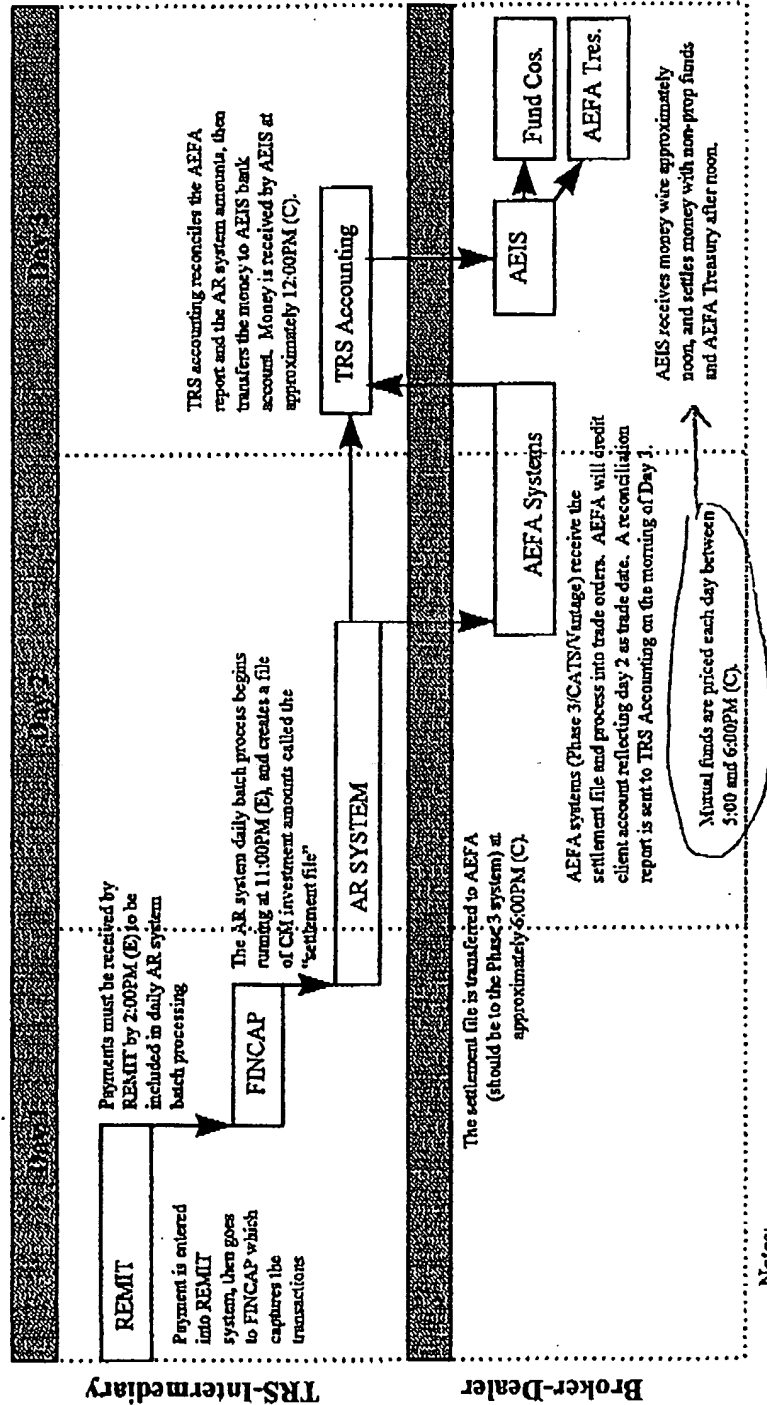 Day 1
Day 2
Day 3
TRS-Intermediary
REMIT
Payment is entered
into REMIT
system, then goes
to FINCAP which
captures the
transactions
Payments must be received by
REMIT by 2:00PM (E) to be
included in daily AR system
batch processing
FINCAP
The AR system daily batch process begins
running at 11:00PM (E), and creates a file
of CM investment amounts called the
"settlement file"
AR SYSTEM
TRS accounting reconciles the AEFA
report and the AR system amounts, then
transfers the money to AEIS bank
account. Money is received by AEIS at
approximately 12:00PM (C).
TRS Accounting
Broker-Dealer
The settlement file is transferred to AEFA
(should be to the Phase 3 system) at
approximately 6:00PM (C).
AEFA Systems
AEFA systems (Phase 3/CATS/Vantage) receive the
settlement file and process into trade orders. AEFA will credit
client account reflecting day 2 as trade date. A reconciliation
report is sent to TRS Accounting on the morning of Day 3.
Mutual funds are priced each day between
5:00 and 6:00PM (C).
AEIS
Fund Cos.
AEFA Tres.
AEIS receives money wire approximately
noon, and settles money with non-prop funds
and AEFA Treasury after noon.
Notes: